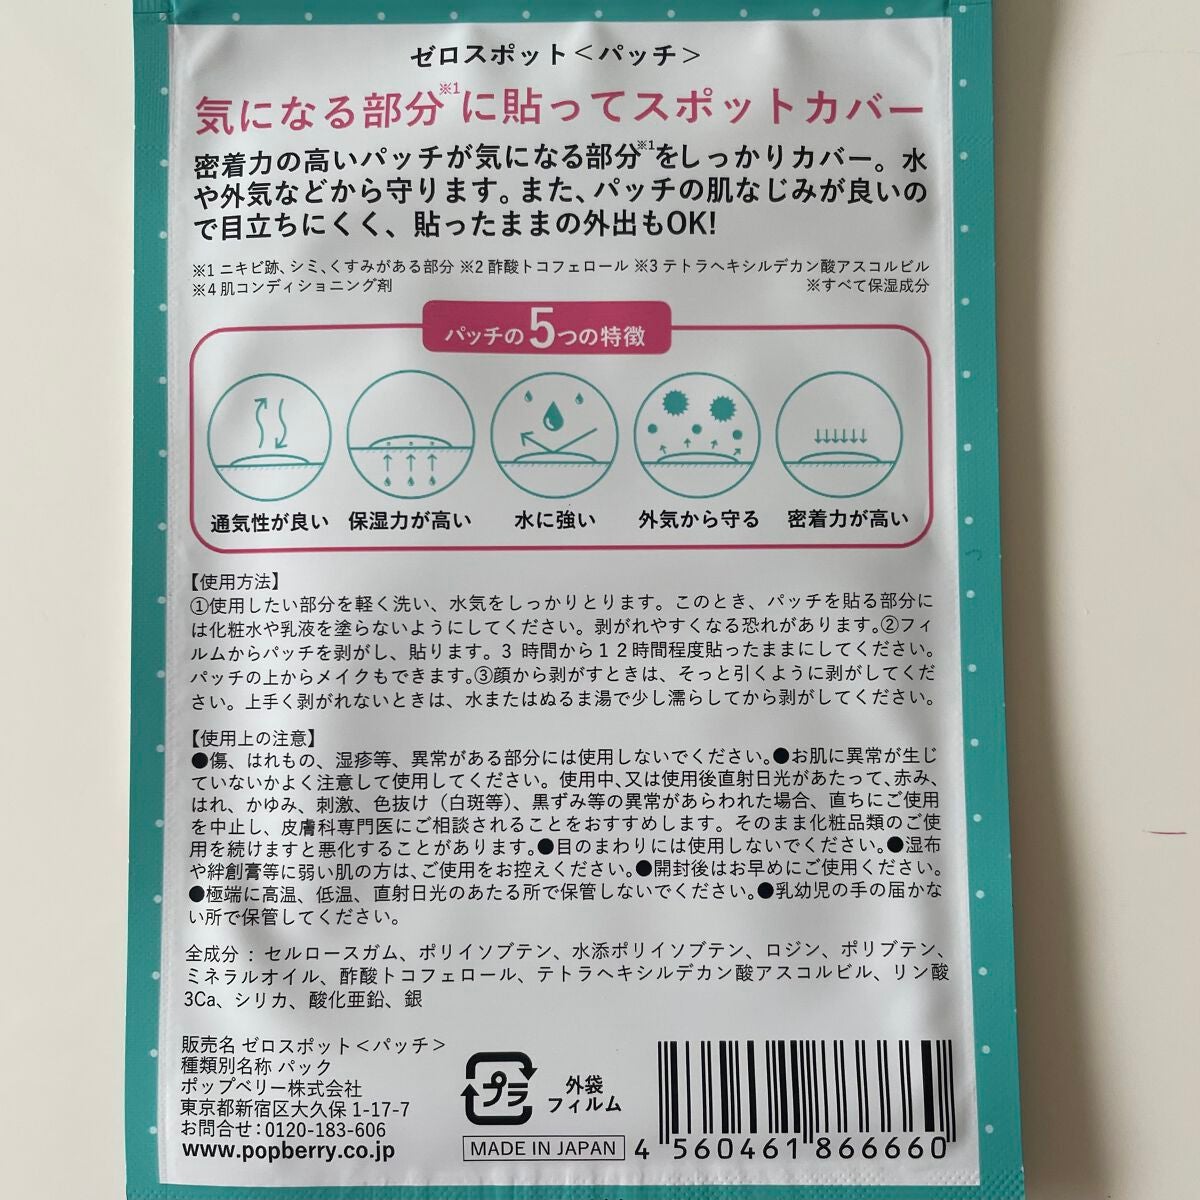 ゼロスポット＜パッチ＞
気になる部分※1に貼ってスポットカバー
密着力の高いパッチが気になる部分※1をしっかりカバー。水
や外気などから守ります。また、パッチの肌なじみが良いの
で目立ちにくく、貼ったままの外出もOK!
※1 ニキビ跡、シミ、くすみがある部分 ※2 酢酸トコフェロール ※3 テトラヘキシルデカン酸アスコルビル
※4 肌コンディショニング剤 ※すべて保湿成分
パッチの5つの特徴
通気性が良い 保湿力が高い 水に強い 外気から守る 密着力が高い
【使用方法】
①使用したい部分を軽く洗い、水気をしっかりとります。このとき、パッチを貼る部分に
は化粧水や乳液を塗らないようにしてください。剥がれやすくなる恐れがあります。②フィ
ルムからパッチを剥がし、貼ります。3 時間から12時間程度貼ったままにしてください。
パッチの上からメイクもできます。③顔から剥がすときは、そっと引くように剥がしてくだ
さい。上手く剥がれないときは、水またはぬるま湯で少し濡らしてから剥がしてください。
【使用上の注意】
●傷、はれもの、湿疹等、異常がある部分には使用しないでください。●お肌に異常が生じ
ていないかよく注意して使用してください。使用中、又は使用後直射日光があたって、赤み、
はれ、かゆみ、刺激、色抜け（白斑等）、黒ずみ等の異常があらわれた場合、直ちにご使用
を中止し、皮膚科専門医にご相談されることをおすすめします。そのまま化粧品類のご使
用を続けますと悪化することがあります。●目のまわりには使用しないでください。●湿布
や絆創膏等に弱い肌の方は、ご使用をお控えください。●開封後はお早めにご使用ください。
●極端に高温、低温、直射日光のあたる所で保管しないでください。●乳幼児の手の届かな
い所で保管してください。
全成分：セルロースガム、ポリイソブテン、水添ポリイソブテン、ロジン、ポリブテン、
ミネラルオイル、酢酸トコフェロール、テトラヘキシルデカン酸アスコルビル、リン酸
3Ca、シリカ、酸化亜鉛、銀
販売名 ゼロスポット＜パッチ＞
種類別名称 パック
ポップベリー株式会社
東京都新宿区大久保 1-17-7
お問合せ：0120-183-606
www.popberry.co.jp
プラ
外袋
フィルム
MADE IN JAPAN
4 560461 866660